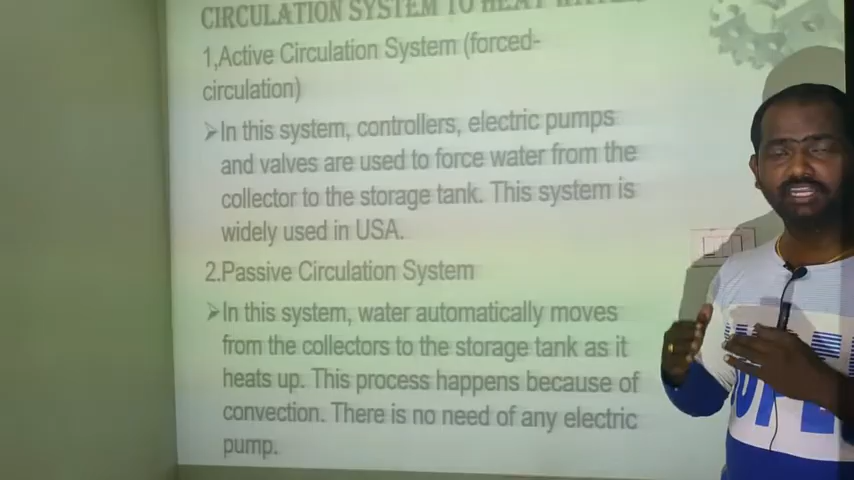 CIRCULATION SYSTEM TO HEAT WATER
1,Active Circulation System (forced-
circulation)
➢In this system, controllers, electric pumps
and valves are used to force water from the
collector to the storage tank. This system is
widely used in USA.
2.Passive Circulation System
➢In this system, water automatically moves
from the collectors to the storage tank as it
heats up. This process happens because of
convection. There is no need of any electric
pump.